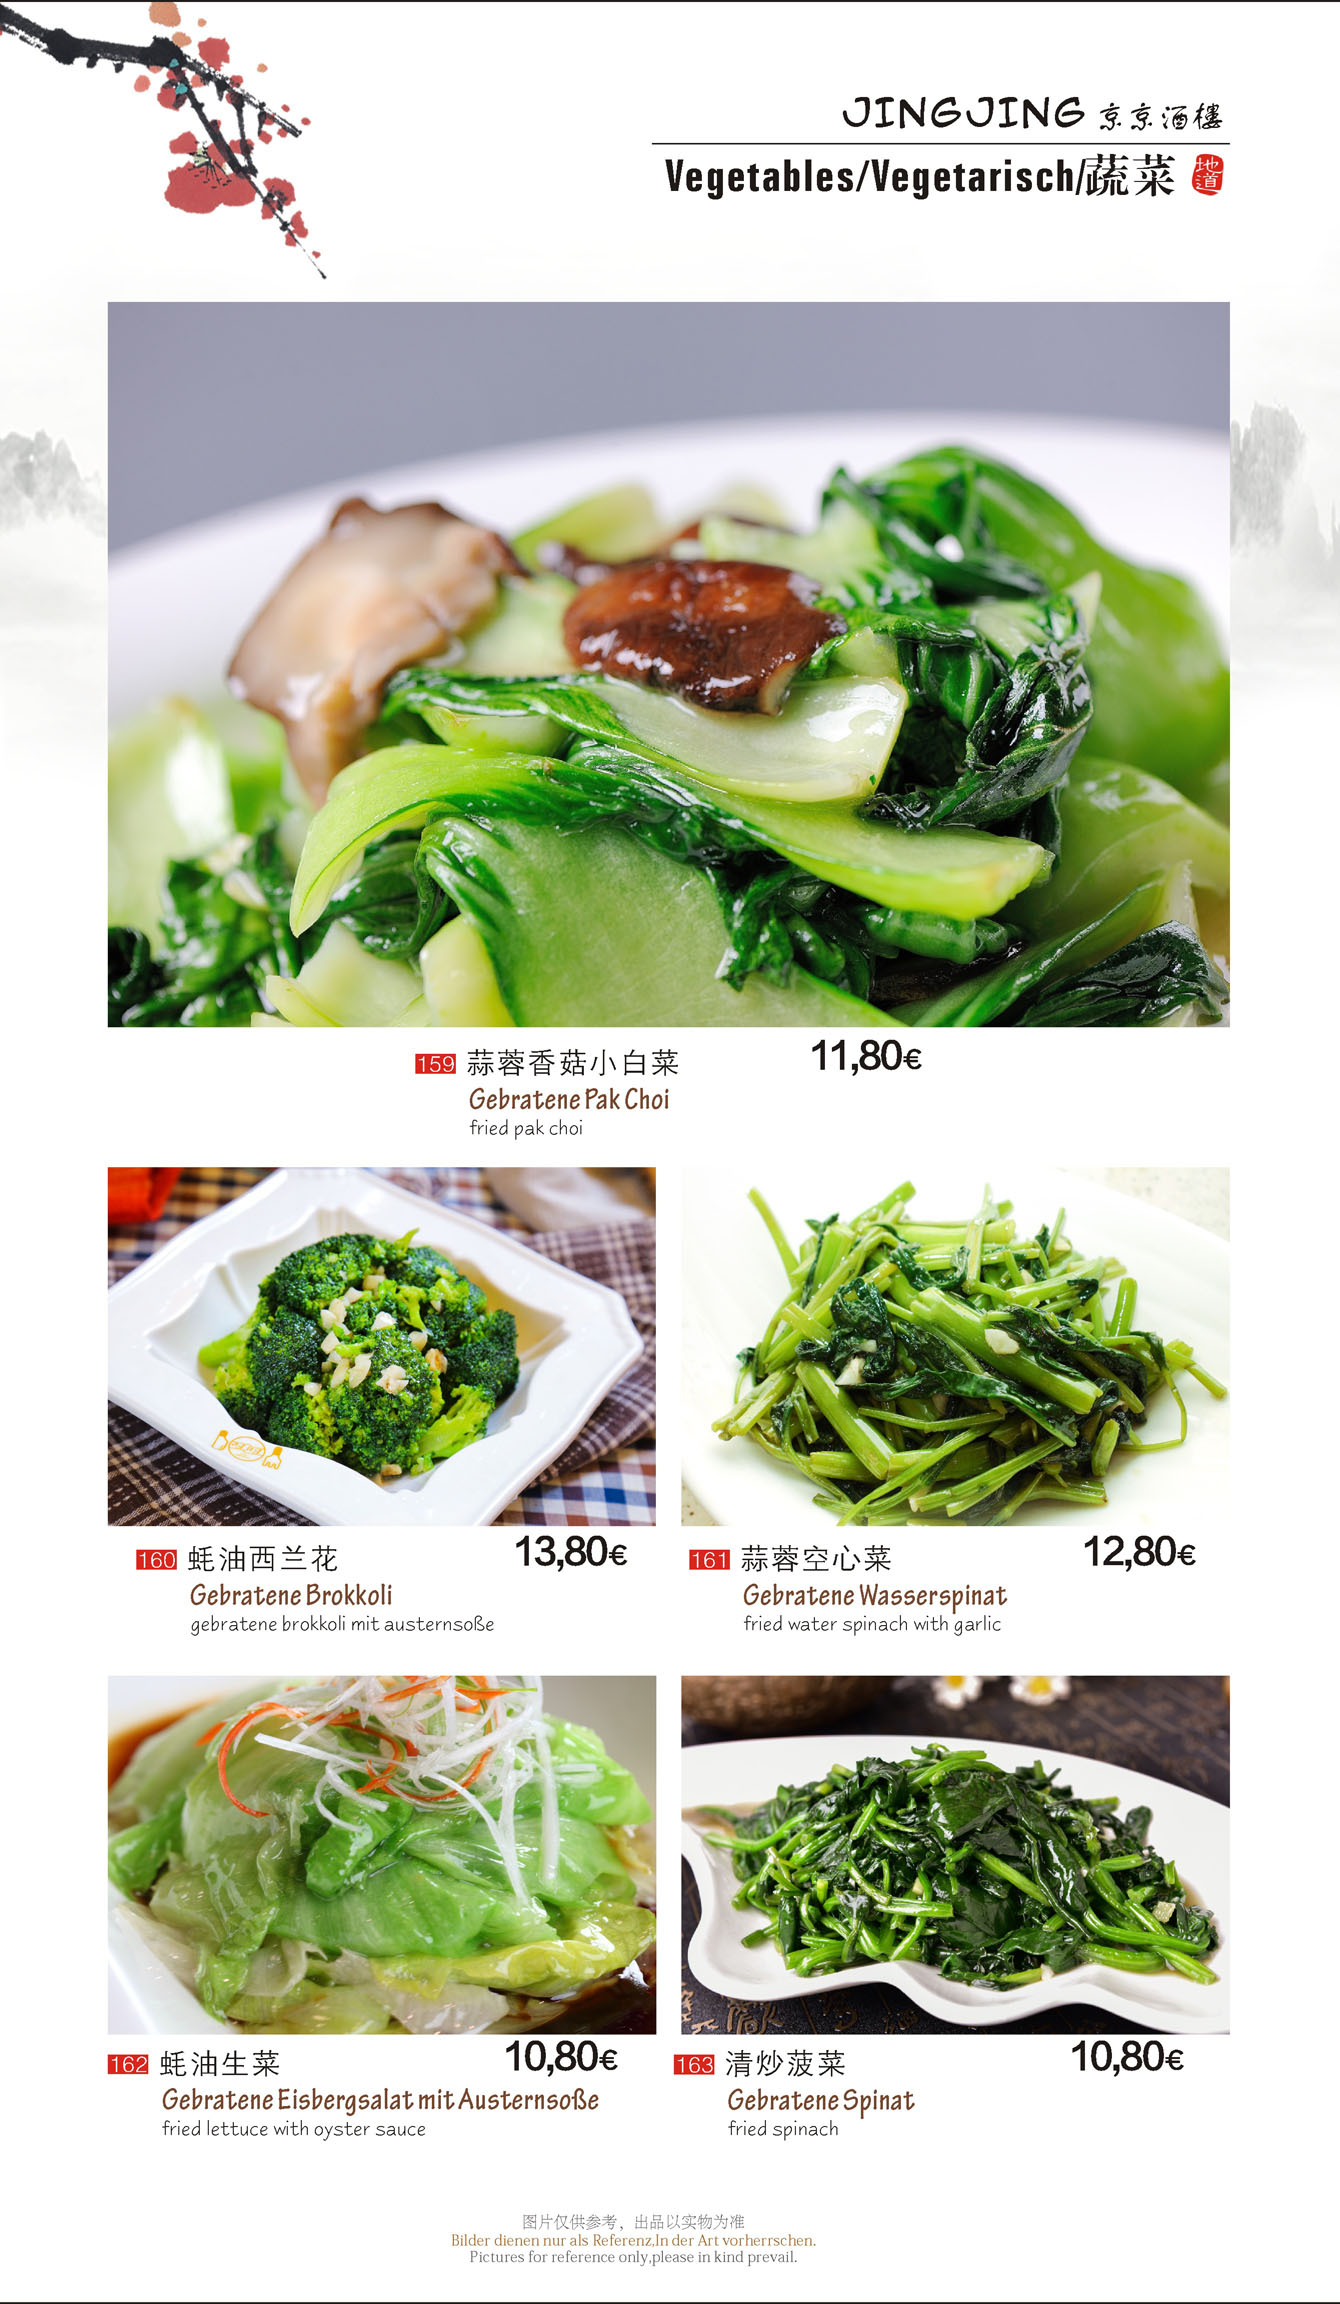 JINGJING 京京酒樓
Vegetables/Vegetarisch/蔬菜 地道
159 蒜蓉香菇小白菜 11,80€
Gebratene Pak Choi
fried pak choi
160 蚝油西兰花 13,80€
Gebratene Brokkoli
gebratene brokkoli mit austernsoße
161 蒜蓉空心菜 12,80€
Gebratene Wasserspinat
fried water spinach with garlic
162 蚝油生菜 10,80€
Gebratene Eisbergsalat mit Austernsoße
fried lettuce with oyster sauce
163 清炒菠菜 10,80€
Gebratene Spinat
fried spinach
图片仅供参考，出品以实物为准
Bilder dienen nur als Referenz,In der Art vorherrschen.
Pictures for reference only,please in kind prevail.